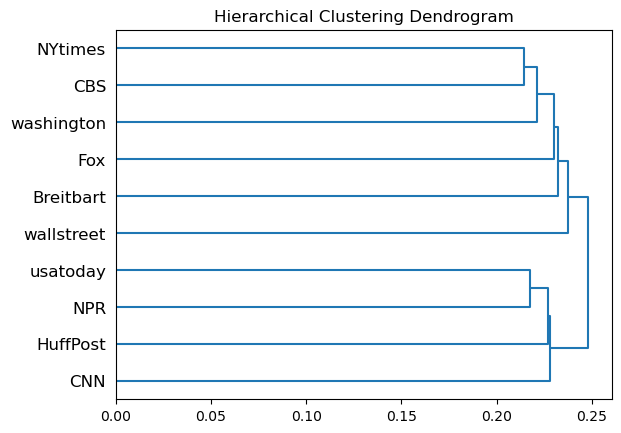 Hierarchical Clustering Dendrogram
NYtimes
CBS
washington
Fox
Breitbart
wallstreet
usatoday
NPR
HuffPost
CNN
0.00 0.05 0.10 0.15 0.20 0.25